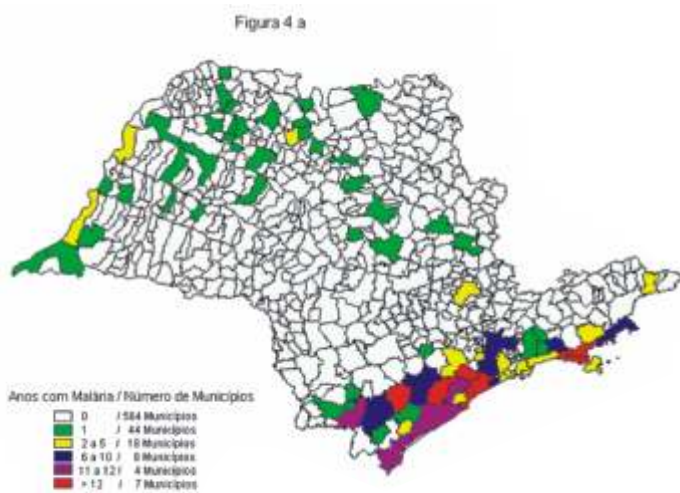 Figura 4 a
Anos com Malária / Número de Municípios
0 / 584 Municípios
1 / 44 Municípios
2 a 5 / 18 Municípios
6 a 10 / 8 Municípios
11 a 12 / 4 Municípios
> 12 / 7 Municípios